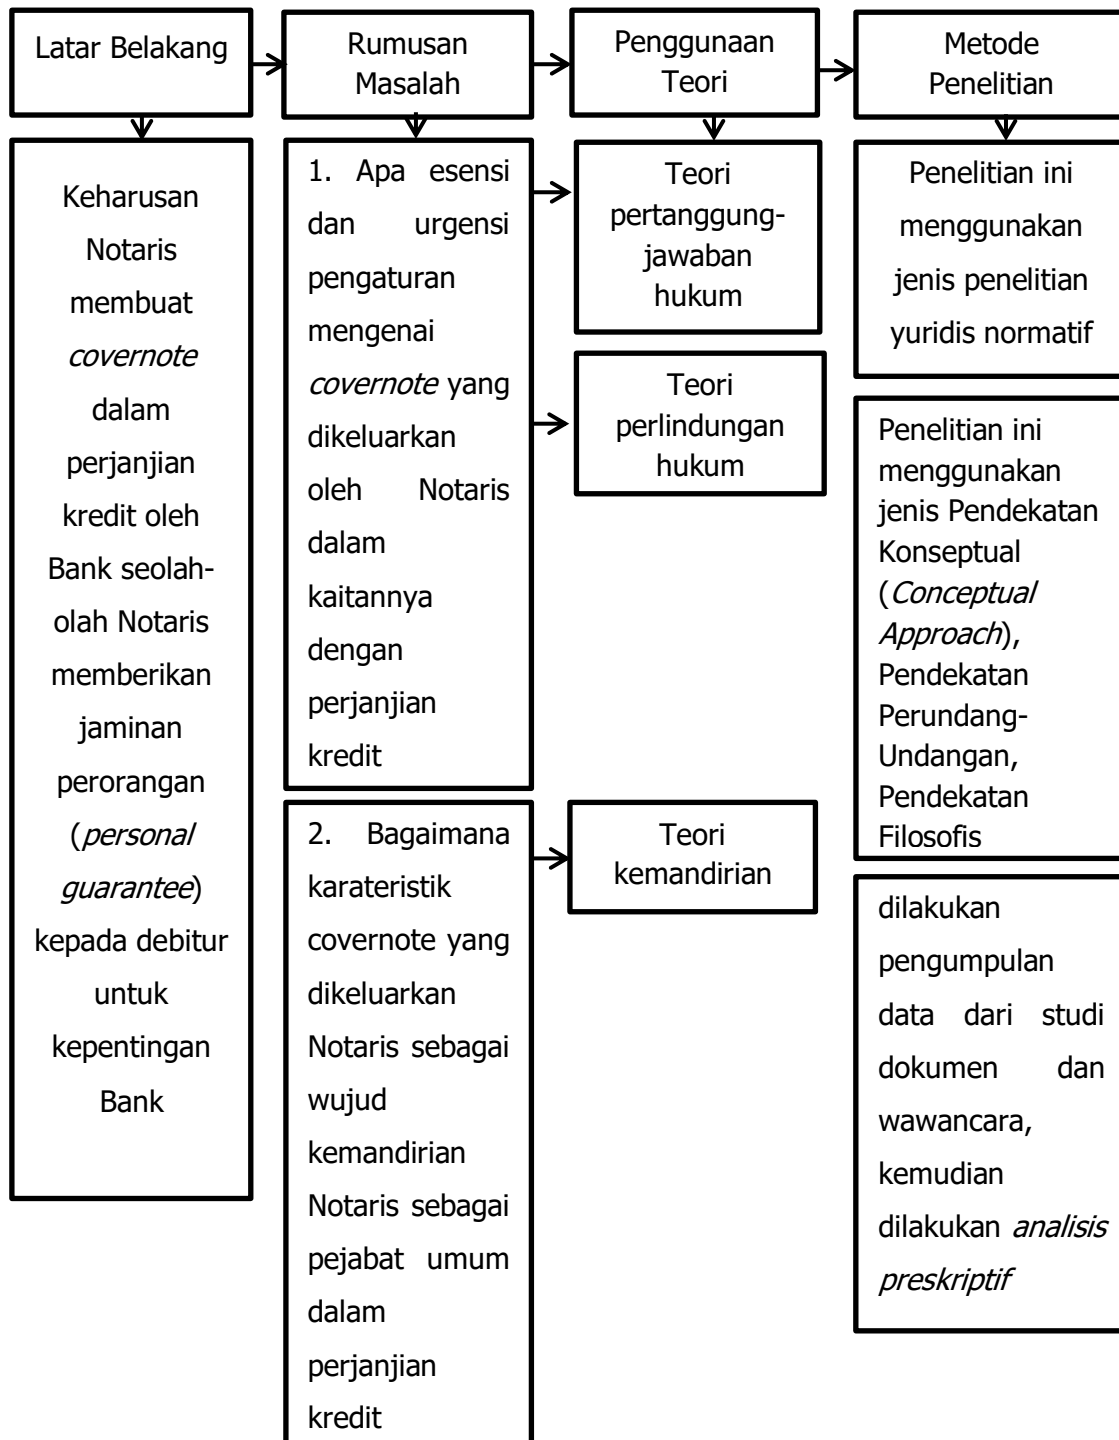 Latar Belakang
Rumusan
Masalah
Penggunaan
Teori
Metode
Penelitian
Keharusan
Notaris
membuat
covernote
dalam
perjanjian
kredit oleh
Bank seolah-
olah Notaris
memberikan
jaminan
perorangan
(personal
guarantee)
kepada debitur
untuk
kepentingan
Bank
1. Apa esensi
dan urgensi
pengaturan
mengenai
covernote yang
dikeluarkan
oleh Notaris
dalam
kaitannya
dengan
perjanjian
kredit
2. Bagaimana
karateristik
covernote yang
dikeluarkan
Notaris sebagai
wujud
kemandirian
Notaris sebagai
pejabat umum
dalam
perjanjian
kredit
Teori
pertanggung-
jawaban
hukum
Teori
perlindungan
hukum
Teori
kemandirian
Penelitian ini
menggunakan
jenis penelitian
yuridis normatif
Penelitian ini
menggunakan
jenis Pendekatan
Konseptual
(Conceptual
Approach),
Pendekatan
Perundang-
Undangan,
Pendekatan
Filosofis
dilakukan
pengumpulan
data dari studi
dokumen dan
wawancara,
kemudian
dilakukan analisis
preskriptif